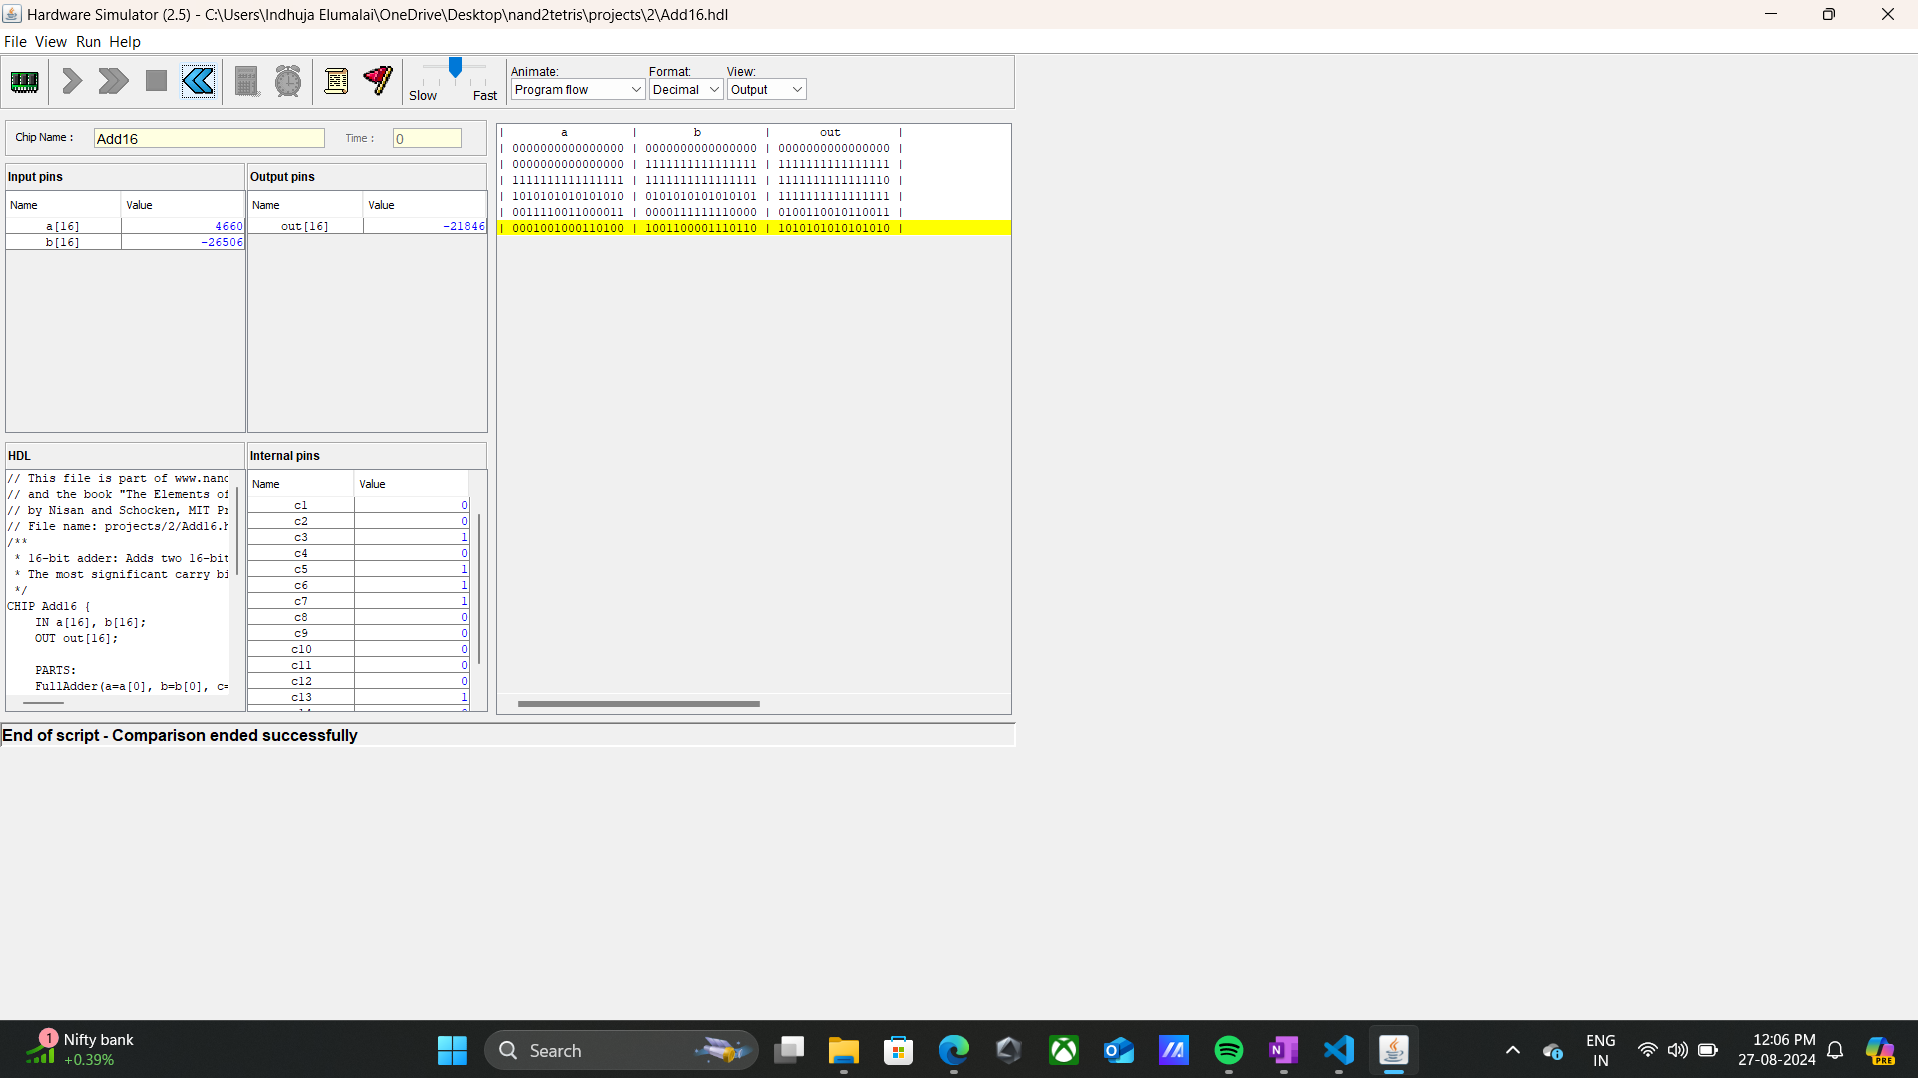 Hardware Simulator (2.5) - C:\Users\Indhuja Elumalai\OneDrive\Desktop\nand2tetris\projects\2\Add16.hdl
File View Run Help
Slow Fast
Animate: Format: View:
Program flow Decimal Output
Chip Name : Add16 Time : 0
Input pins
Name Value
a[16] 4660
b[16] -26506
Output pins
Name Value
out[16] -21846
HDL
// This file is part of www.nand
// and the book "The Elements of
// by Nisan and Schocken, MIT Pr
// File name: projects/2/Add16.h
/**
* 16-bit adder: Adds two 16-bit
* The most significant carry bi
*/
CHIP Add16 {
IN a[16], b[16];
OUT out[16];
PARTS:
FullAdder(a=a[0], b=b[0], c=
Internal pins
Name Value
c1 0
c2 0
c3 1
c4 0
c5 1
c6 1
c7 1
c8 0
c9 0
c10 0
c11 0
c12 0
c13 1
| a | b | out |
| 0000000000000000 | 0000000000000000 | 0000000000000000 |
| 0000000000000000 | 1111111111111111 | 1111111111111111 |
| 1111111111111111 | 1111111111111111 | 1111111111111110 |
| 1010101010101010 | 0101010101010101 | 1111111111111111 |
| 0011110011000011 | 0000111111110000 | 0100110010110011 |
| 0001001000110100 | 1001100001110110 | 1010101010101010 |
End of script - Comparison ended successfully
1
Nifty bank
+0.39%
Search
ENG
IN
12:06 PM
27-08-2024
PRE